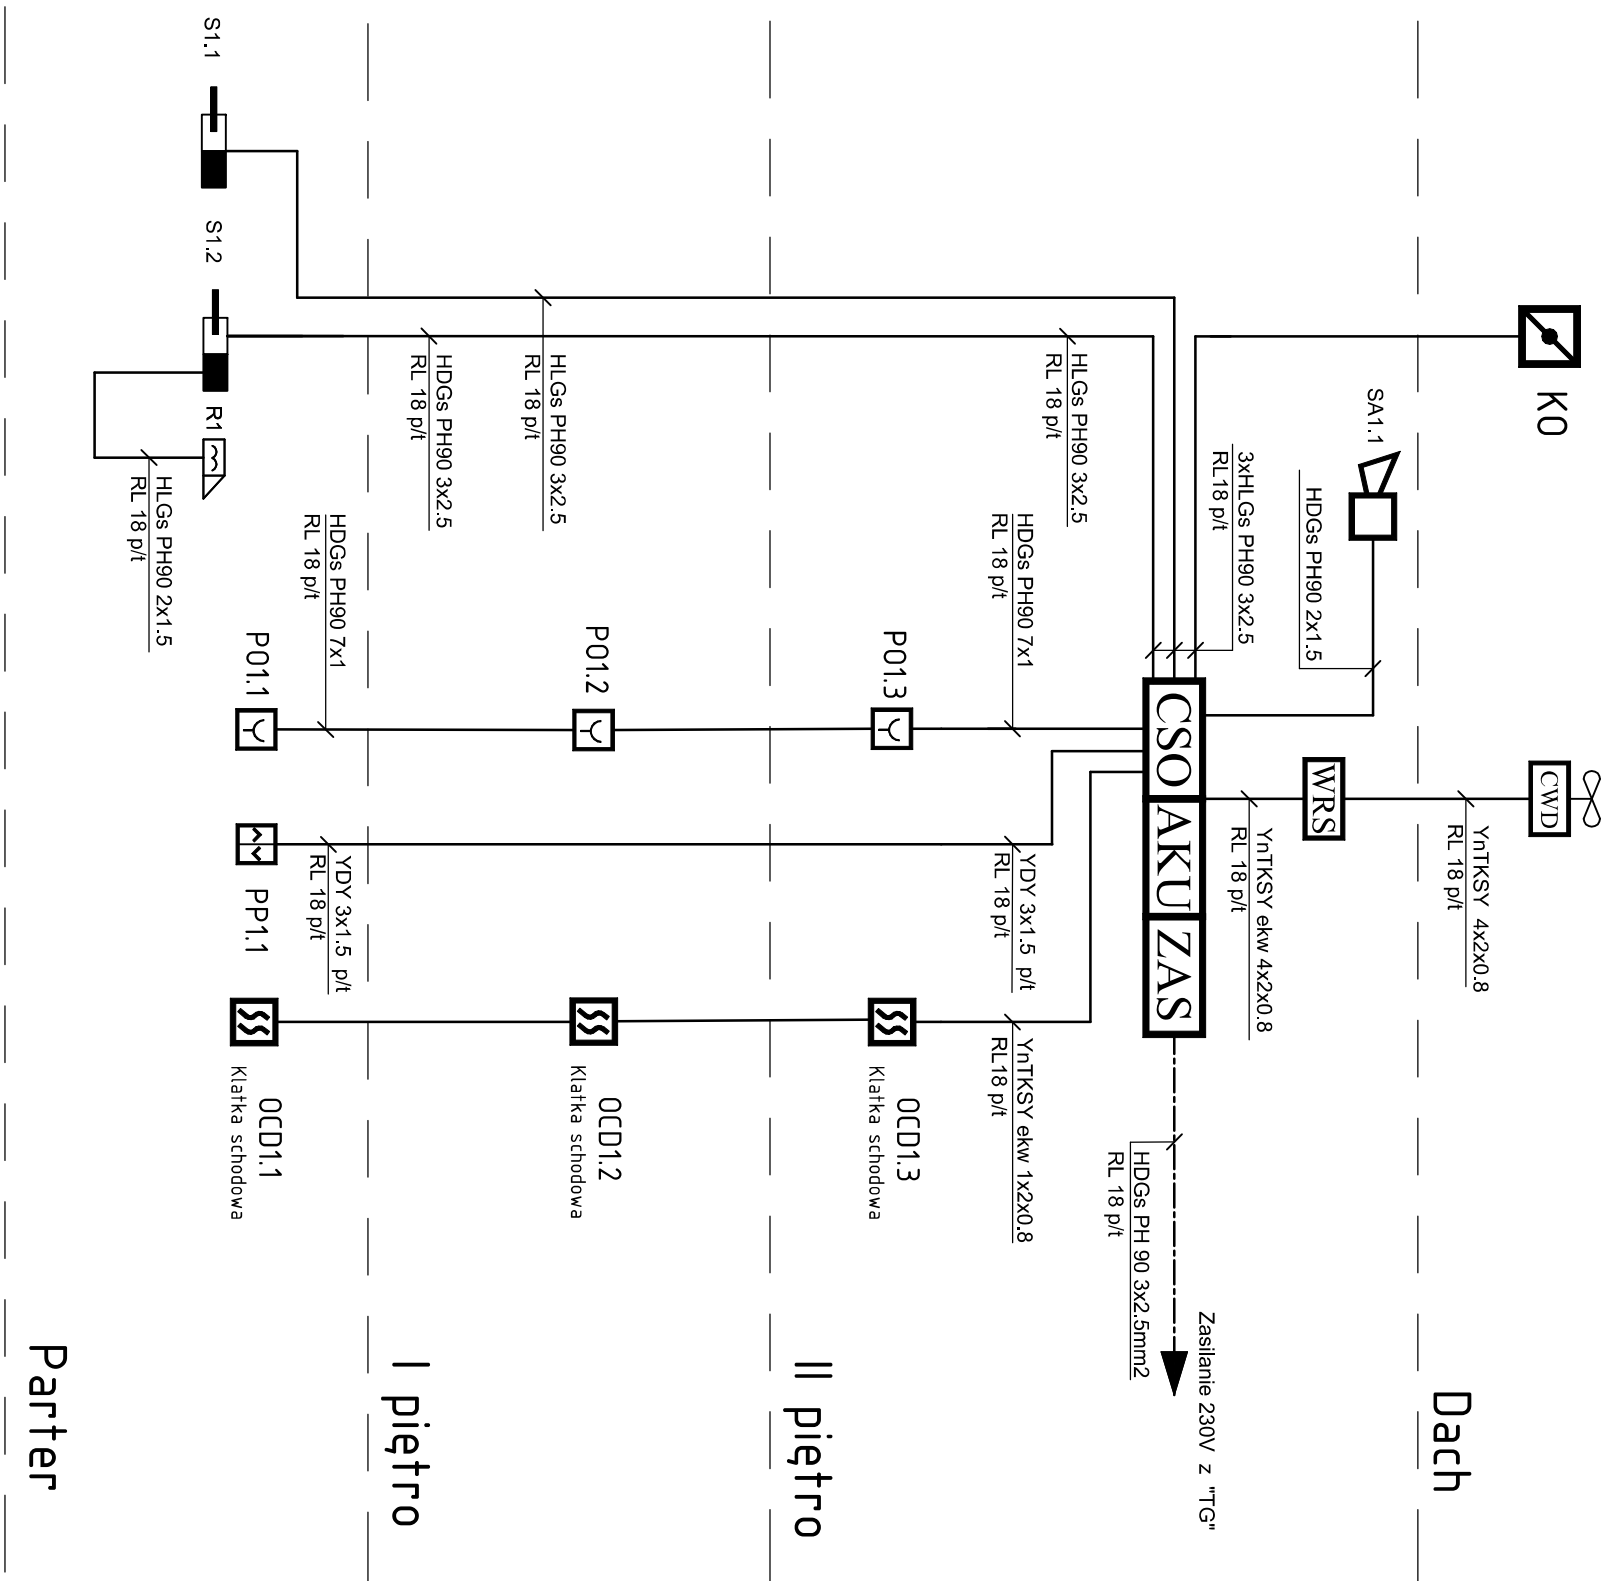 KO
CWD
Dach
YnTKSY 4x2x0.8
RL 18 p/t
SA1.1
HDGs PH90 2x1.5
WRS
3xHLGs PH90 3x2.5
RL18 p/t
YnTKSY ekw 4x2x0.8
RL 18 p/t
CSO
AKU
ZAS
Zasilanie 230V z "TG"
HDGs PH 90 3x2.5mm2
RL 18 p/t
HLGs PH90 3x2.5
RL 18 p/t
HDGs PH90 7x1
RL 18 p/t
YDY 3x1.5 p/t
RL 18 p/t
YnTKSY ekw 1x2x0.8
RL18 p/t
PO1.3
OCD1.3
Klatka schodowa
II piętro
HLGs PH90 3x2.5
RL 18 p/t
PO1.2
OCD1.2
Klatka schodowa
HDGs PH90 3x2.5
RL 18 p/t
I piętro
HDGs PH90 7x1
RL 18 p/t
YDY 3x1.5 p/t
RL 18 p/t
S1.1
S1.2
R1
PO1.1
PP1.1
OCD1.1
Klatka schodowa
HLGs PH90 2x1.5
RL 18 p/t
Parter